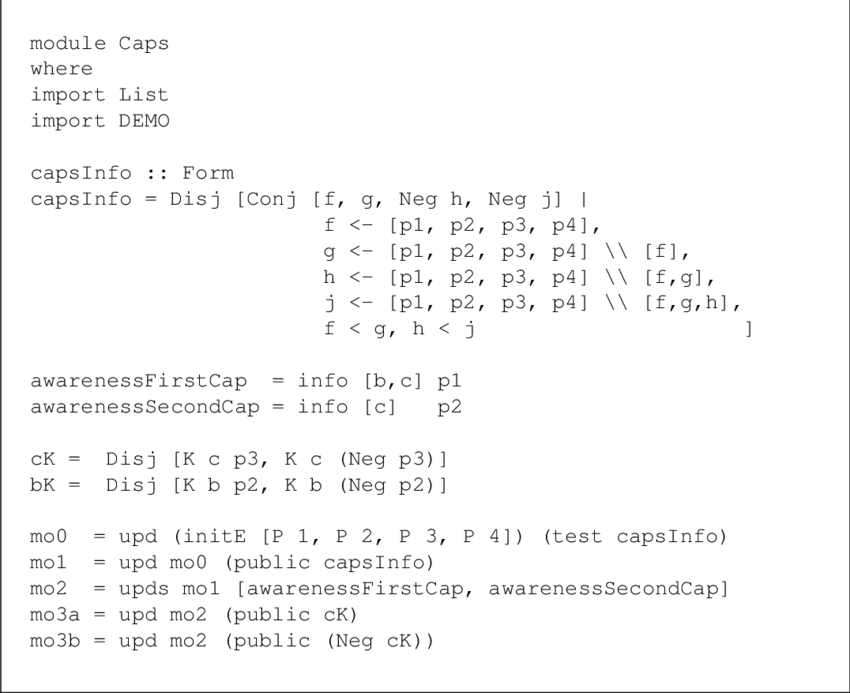 module Caps
where
import List
import DEMO

capsInfo :: Form
capsInfo = Disj [Conj [f, g, Neg h, Neg j] |
                       f <- [p1, p2, p3, p4],
                       g <- [p1, p2, p3, p4] \\ [f],
                       h <- [p1, p2, p3, p4] \\ [f,g],
                       j <- [p1, p2, p3, p4] \\ [f,g,h],
                       f < g, h < j                     ]

awarenessFirstCap  = info [b,c] p1
awarenessSecondCap = info [c]   p2

cK =  Disj [K c p3, K c (Neg p3)]
bK =  Disj [K b p2, K b (Neg p2)]

mo0  = upd (initE [P 1, P 2, P 3, P 4]) (test capsInfo)
mo1  = upd mo0 (public capsInfo)
mo2  = upds mo1 [awarenessFirstCap, awarenessSecondCap]
mo3a = upd mo2 (public cK)
mo3b = upd mo2 (public (Neg cK))